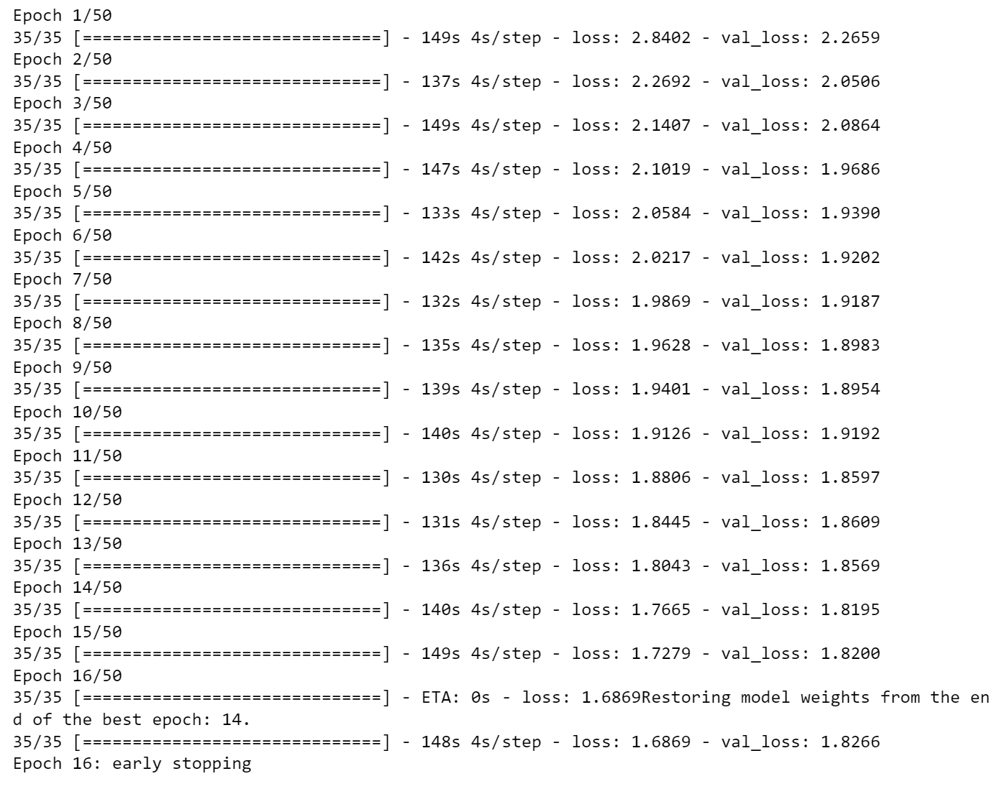 Epoch 1/50
35/35 [==============================] - 149s 4s/step - loss: 2.8402 - val_loss: 2.2659
Epoch 2/50
35/35 [==============================] - 137s 4s/step - loss: 2.2692 - val_loss: 2.0506
Epoch 3/50
35/35 [==============================] - 149s 4s/step - loss: 2.1407 - val_loss: 2.0864
Epoch 4/50
35/35 [==============================] - 147s 4s/step - loss: 2.1019 - val_loss: 1.9686
Epoch 5/50
35/35 [==============================] - 133s 4s/step - loss: 2.0584 - val_loss: 1.9390
Epoch 6/50
35/35 [==============================] - 142s 4s/step - loss: 2.0217 - val_loss: 1.9202
Epoch 7/50
35/35 [==============================] - 132s 4s/step - loss: 1.9869 - val_loss: 1.9187
Epoch 8/50
35/35 [==============================] - 135s 4s/step - loss: 1.9628 - val_loss: 1.8983
Epoch 9/50
35/35 [==============================] - 139s 4s/step - loss: 1.9401 - val_loss: 1.8954
Epoch 10/50
35/35 [==============================] - 140s 4s/step - loss: 1.9126 - val_loss: 1.9192
Epoch 11/50
35/35 [==============================] - 130s 4s/step - loss: 1.8806 - val_loss: 1.8597
Epoch 12/50
35/35 [==============================] - 131s 4s/step - loss: 1.8445 - val_loss: 1.8609
Epoch 13/50
35/35 [==============================] - 136s 4s/step - loss: 1.8043 - val_loss: 1.8569
Epoch 14/50
35/35 [==============================] - 140s 4s/step - loss: 1.7665 - val_loss: 1.8195
Epoch 15/50
35/35 [==============================] - 149s 4s/step - loss: 1.7279 - val_loss: 1.8200
Epoch 16/50
35/35 [==============================] - ETA: 0s - loss: 1.6869Restoring model weights from the en
d of the best epoch: 14.
35/35 [==============================] - 148s 4s/step - loss: 1.6869 - val_loss: 1.8266
Epoch 16: early stopping